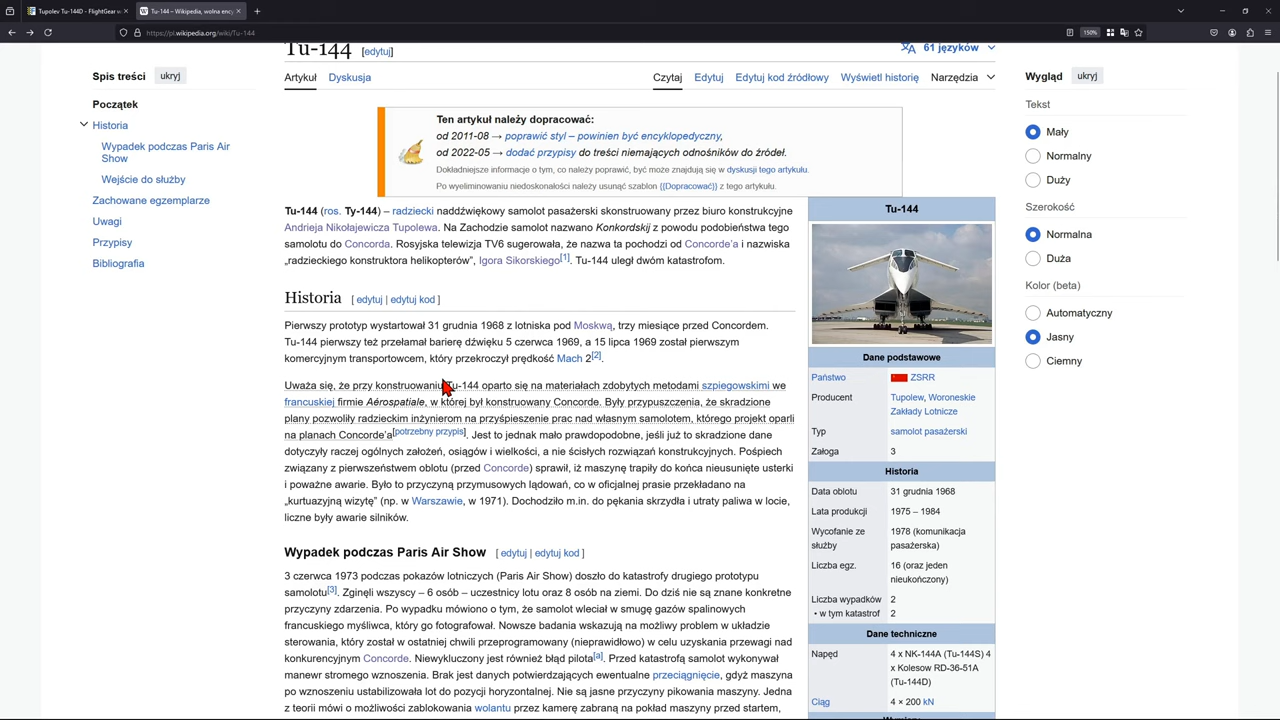 Tupolev Tu-144D - FlightGear w
Tu-144 – Wikipedia, wolna enc
https://pl.wikipedia.org/wiki/Tu-144
150%
Tu-144 [edytuj]
61 języków
Artykuł Dyskusja
Czytaj Edytuj Edytuj kod źródłowy Wyświetl historię Narzędzia
Spis treści ukryj
Początek
Historia
Wypadek podczas Paris Air
Show
Wejście do służby
Zachowane egzemplarze
Uwagi
Przypisy
Bibliografia
Ten artykuł należy dopracować:
od 2011-08 → poprawić styl – powinien być encyklopedyczny,
od 2022-05 → dodać przypisy do treści niemających odnośników do źródeł.
Dokładniejsze informacje o tym, co należy poprawić, być może znajdują się w dyskusji tego artykułu.
Po wyeliminowaniu niedoskonałości należy usunąć szablon {{Dopracować}} z tego artykułu.
Tu-144 (ros. Ту-144) – radziecki naddźwiękowy samolot pasażerski skonstruowany przez biuro konstrukcyjne
Andrieja Nikołajewicza Tupolewa. Na Zachodzie samolot nazwano Konkordskij z powodu podobieństwa tego
samolotu do Concorda. Rosyjska telewizja TV6 sugerowała, że nazwa ta pochodzi od Concorde'a i nazwiska
„radzieckiego konstruktora helikopterów”, Igora Sikorskiego[1]. Tu-144 uległ dwóm katastrofom.
Historia [ edytuj | edytuj kod ]
Pierwszy prototyp wystartował 31 grudnia 1968 z lotniska pod Moskwą, trzy miesiące przed Concordem.
Tu-144 pierwszy też przełamał barierę dźwięku 5 czerwca 1969, a 15 lipca 1969 został pierwszym
komercyjnym transportowcem, który przekroczył prędkość Mach 2[2].
Uważa się, że przy konstruowaniu Tu-144 oparto się na materiałach zdobytych metodami szpiegowskimi we
francuskiej firmie Aérospatiale, w której był konstruowany Concorde. Były przypuszczenia, że skradzione
plany pozwoliły radzieckim inżynierom na przyśpieszenie prac nad własnym samolotem, którego projekt oparli
na planach Concorde'a[potrzebny przypis]. Jest to jednak mało prawdopodobne, jeśli już to skradzione dane
dotyczyły raczej ogólnych założeń, osiągów i wielkości, a nie ścisłych rozwiązań konstrukcyjnych. Pośpiech
związany z pierwszeństwem oblotu (przed Concorde) sprawił, iż maszynę trapiły do końca nieusunięte usterki
i poważne awarie. Było to przyczyną przymusowych lądowań, co w oficjalnej prasie przekładano na
„kurtuazyjną wizytę” (np. w Warszawie, w 1971). Dochodziło m.in. do pękania skrzydła i utraty paliwa w locie,
liczne były awarie silników.
Wypadek podczas Paris Air Show [ edytuj | edytuj kod ]
3 czerwca 1973 podczas pokazów lotniczych (Paris Air Show) doszło do katastrofy drugiego prototypu
samolotu[3]. Zginęli wszyscy – 6 osób – uczestnicy lotu oraz 8 osób na ziemi. Do dziś nie są znane konkretne
przyczyny zdarzenia. Po wypadku mówiono o tym, że samolot wleciał w smugę gazów spalinowych
francuskiego myśliwca, który go fotografował. Nowsze badania wskazują na możliwy problem w układzie
sterowania, który został w ostatniej chwili przeprogramowany (nieprawidłowo) w celu uzyskania przewagi nad
konkurencyjnym Concorde. Niewykluczony jest również błąd pilota[a]. Przed katastrofą samolot wykonywał
manewr stromego wznoszenia. Brak jest danych potwierdzających ewentualne przeciągnięcie, gdyż maszyna
po wznoszeniu ustabilizowała lot do pozycji horyzontalnej. Nie są jasne przyczyny pikowania maszyny. Jedna
z teorii mówi o możliwości zablokowania wolantu przez kamerę zabraną na pokład maszyny przed startem,
Tu-144
Dane podstawowe
Państwo ZSRR
Producent Tupolew, Woroneskie
Zakłady Lotnicze
Typ samolot pasażerski
Załoga 3
Historia
Data oblotu 31 grudnia 1968
Lata produkcji 1975 – 1984
Wycofanie ze służby 1978 (komunikacja
pasażerska)
Liczba egz. 16 (oraz jeden
nieukończony)
Liczba wypadków 2
• w tym katastrof 2
Dane techniczne
Napęd 4 x NK-144A (Tu-144S) 4
x Kolesow RD-36-51A
(Tu-144D)
Ciąg 4 × 200 kN
Wygląd ukryj
Tekst
Mały
Normalny
Duży
Szerokość
Normalna
Duża
Kolor (beta)
Automatyczny
Jasny
Ciemny